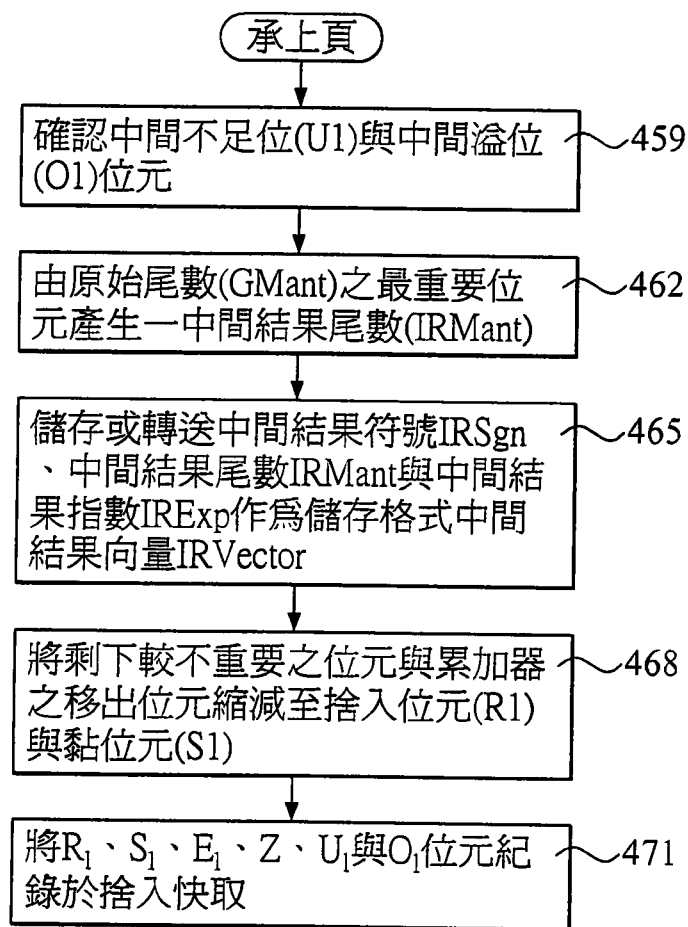 承上頁
確認中間不足位(U1)與中間溢位
(O1)位元
459
由原始尾數(GMant)之最重要位
元產生一中間結果尾數(IRMant)
462
儲存或轉送中間結果符號IRSgn
、中間結果尾數IRMant與中間結
果指數IRExp作爲儲存格式中間
結果向量IRVector
465
將剩下較不重要之位元與累加器
之移出位元縮減至捨入位元(R1)
與黏位元(S1)
468
將R₁、S₁、E₁、Z、U₁與O₁位元紀
錄於捨入快取
471